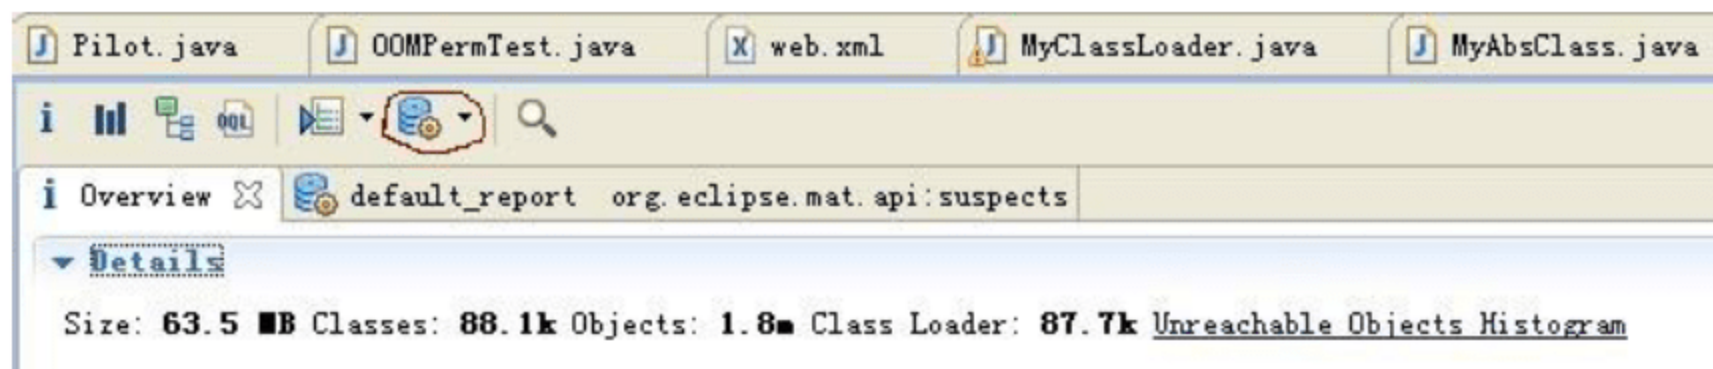 Pilot.java OOMPermTest.java web.xml MyClassLoader.java MyAbsClass.java
i OQL
i Overview default_report org.eclipse.mat.api:suspects
Details
Size: 63.5 MB Classes: 88.1k Objects: 1.8m Class Loader: 87.7k Unreachable Objects Histogram